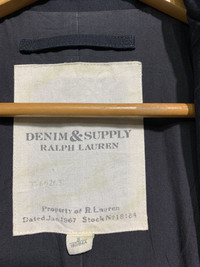 DENIM & SUPPLY
RALPH LAUREN
Property of R. Lauren
Dated Jan 1967 Stock No 18184